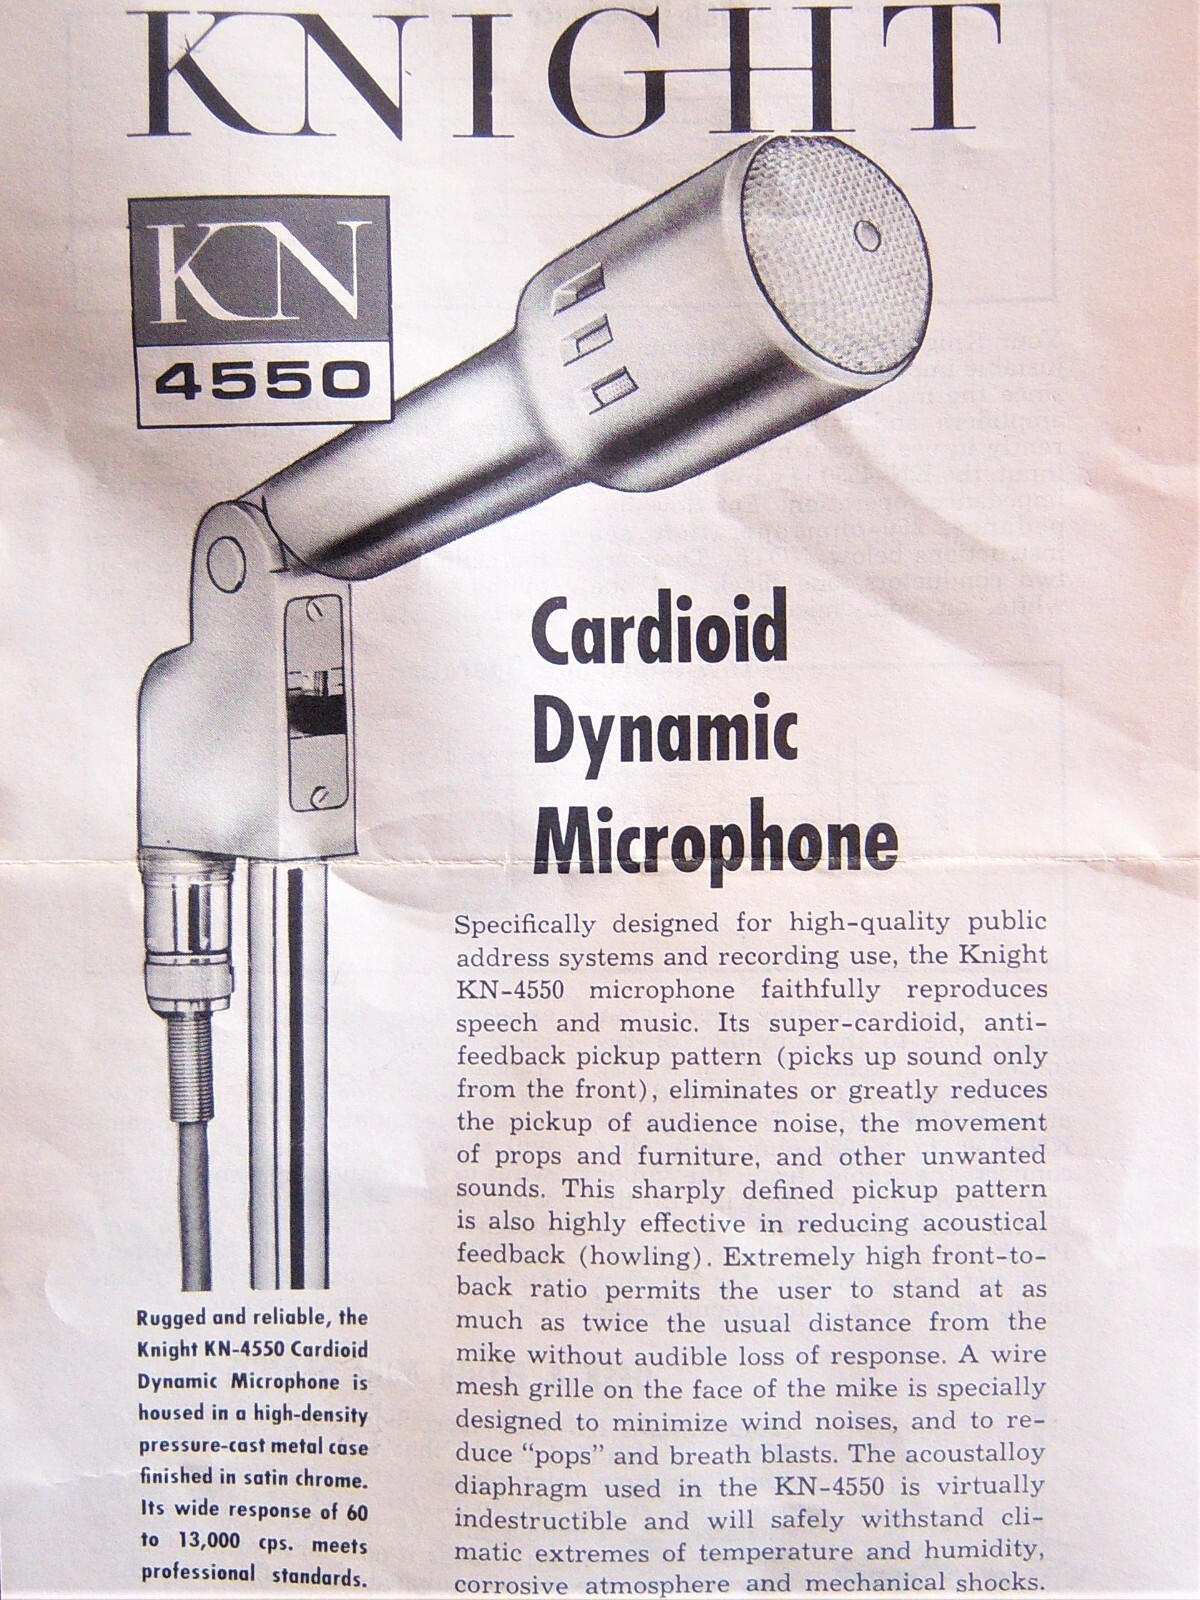 KNIGHT
KN
4550
Cardioid
Dynamic
Microphone
Specifically designed for high-quality public
address systems and recording use, the Knight
KN-4550 microphone faithfully reproduces
speech and music. Its super-cardioid, anti-
feedback pickup pattern (picks up sound only
from the front), eliminates or greatly reduces
the pickup of audience noise, the movement
of props and furniture, and other unwanted
sounds. This sharply defined pickup pattern
is also highly effective in reducing acoustical
feedback (howling). Extremely high front-to-
back ratio permits the user to stand at as
much as twice the usual distance from the
mike without audible loss of response. A wire
mesh grille on the face of the mike is specially
designed to minimize wind noises, and to re-
duce “pops” and breath blasts. The acoustalloy
diaphragm used in the KN-4550 is virtually
indestructible and will safely withstand cli-
matic extremes of temperature and humidity,
corrosive atmosphere and mechanical shocks.
Rugged and reliable, the
Knight KN-4550 Cardioid
Dynamic Microphone is
housed in a high-density
pressure-cast metal case
finished in satin chrome.
Its wide response of 60
to 13,000 cps. meets
professional standards.